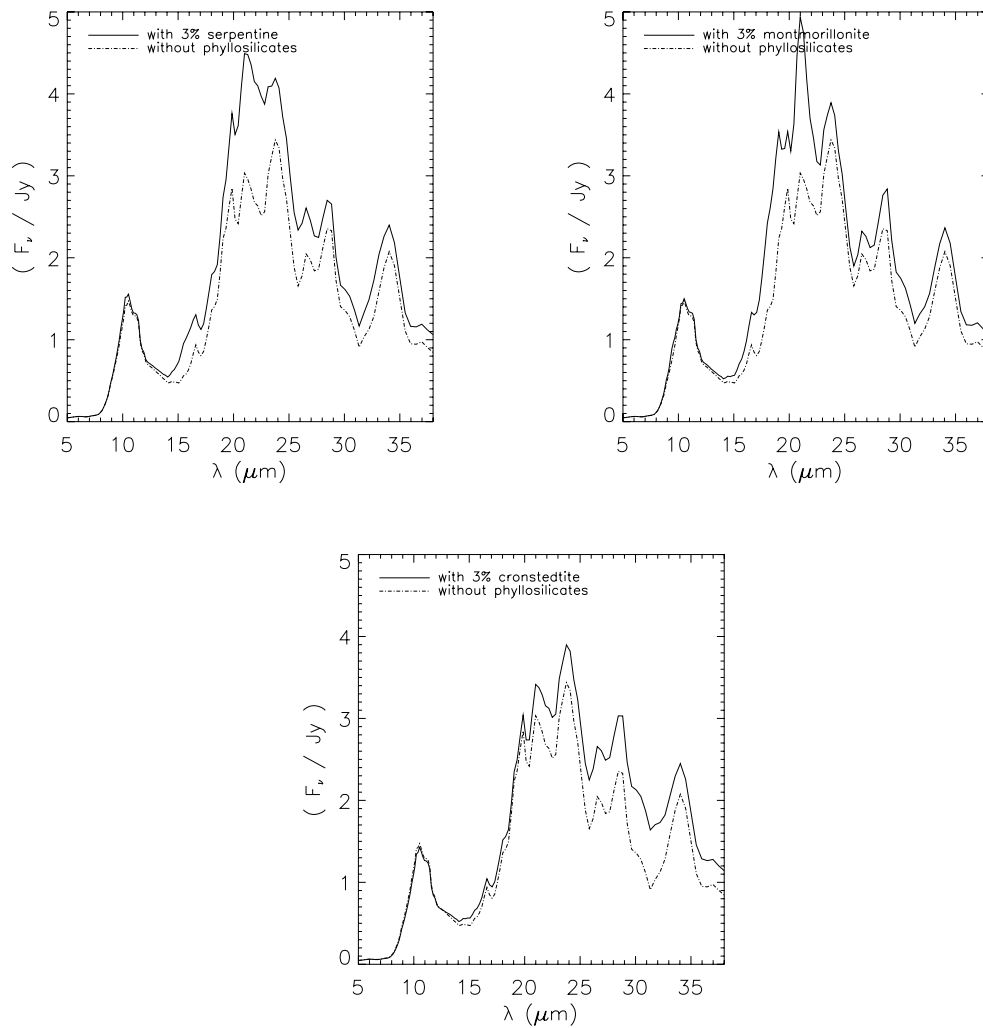 with 3% serpentine
without phyllosilicates
( Fν / Jy )
5
4
3
2
1
0
5 10 15 20 25 30 35
λ (μm)
with 3% montmorillonite
without phyllosilicates
( Fν / Jy )
5
4
3
2
1
0
5 10 15 20 25 30 35
λ (μm)
with 3% cronstedtite
without phyllosilicates
( Fν / Jy )
5
4
3
2
1
0
5 10 15 20 25 30 35
λ (μm)